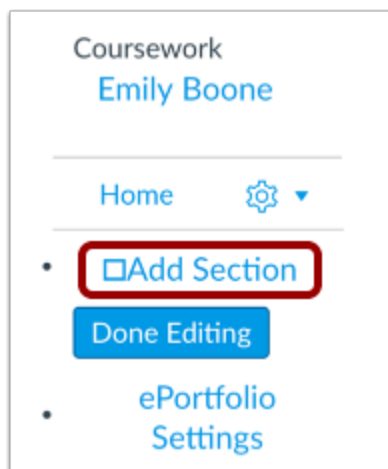 Coursework
Emily Boone
Home
Add Section
Done Editing
ePortfolio
Settings